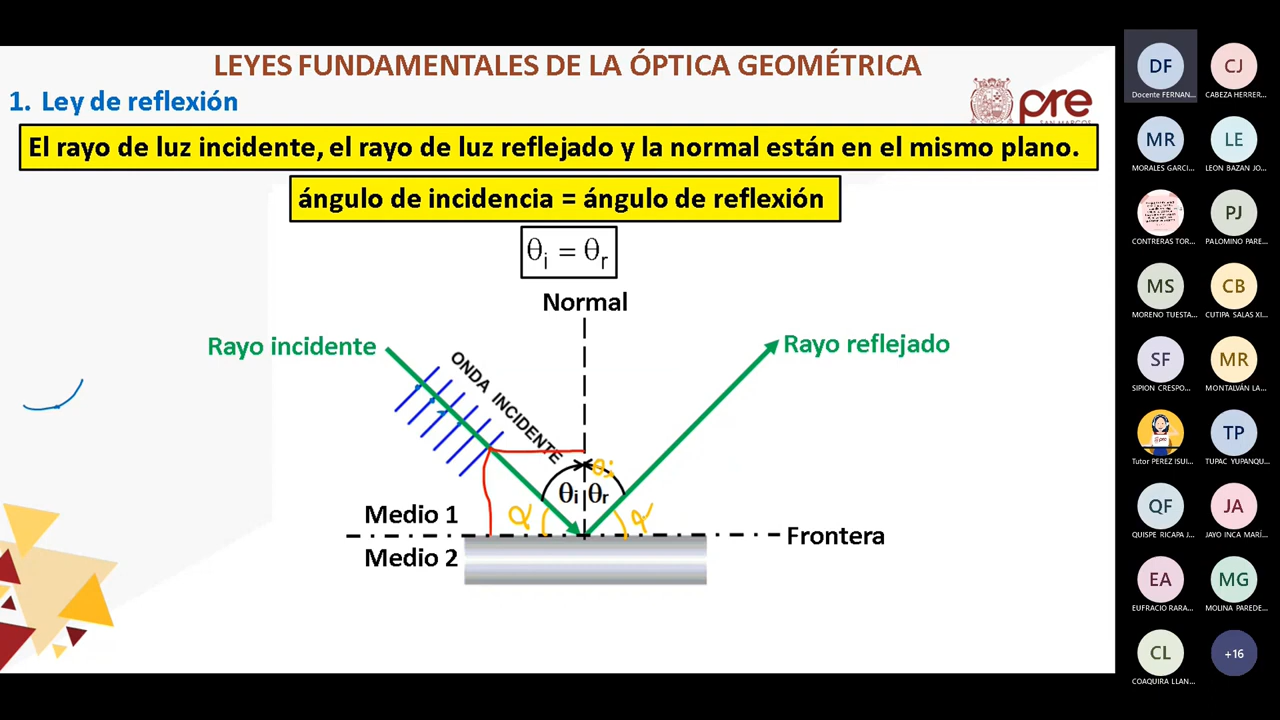 LEYES FUNDAMENTALES DE LA ÓPTICA GEOMÉTRICA
1. Ley de reflexión
pre
SAN MARCOS
El rayo de luz incidente, el rayo de luz reflejado y la normal están en el mismo plano.
ángulo de incidencia = ángulo de reflexión
θi = θr
Normal
Rayo incidente
Rayo reflejado
ONDA INCIDENTE
θi
θi
θr
α
α
Medio 1
Frontera
Medio 2
DF
Docente FERNAN...
CJ
CABEZA HERRER...
MR
MORALES GARCI...
LE
LEON BAZAN JO...
CONTRERAS TOR...
PJ
PALOMINO PARE...
MS
MORENO TUESTA...
CB
CUTIPA SALAS XI...
SF
SIPION CRESPO...
MR
MONTALVÁN LA...
Tutor PEREZ ISUI...
TP
TUPAC YUPANQU...
QF
QUISPE RICAPA J...
JA
JAYO INCA MARÍ...
EA
EUFRACIO RARA...
MG
MOLINA PAREDE...
CL
COAQUIRA LLAN...
+16